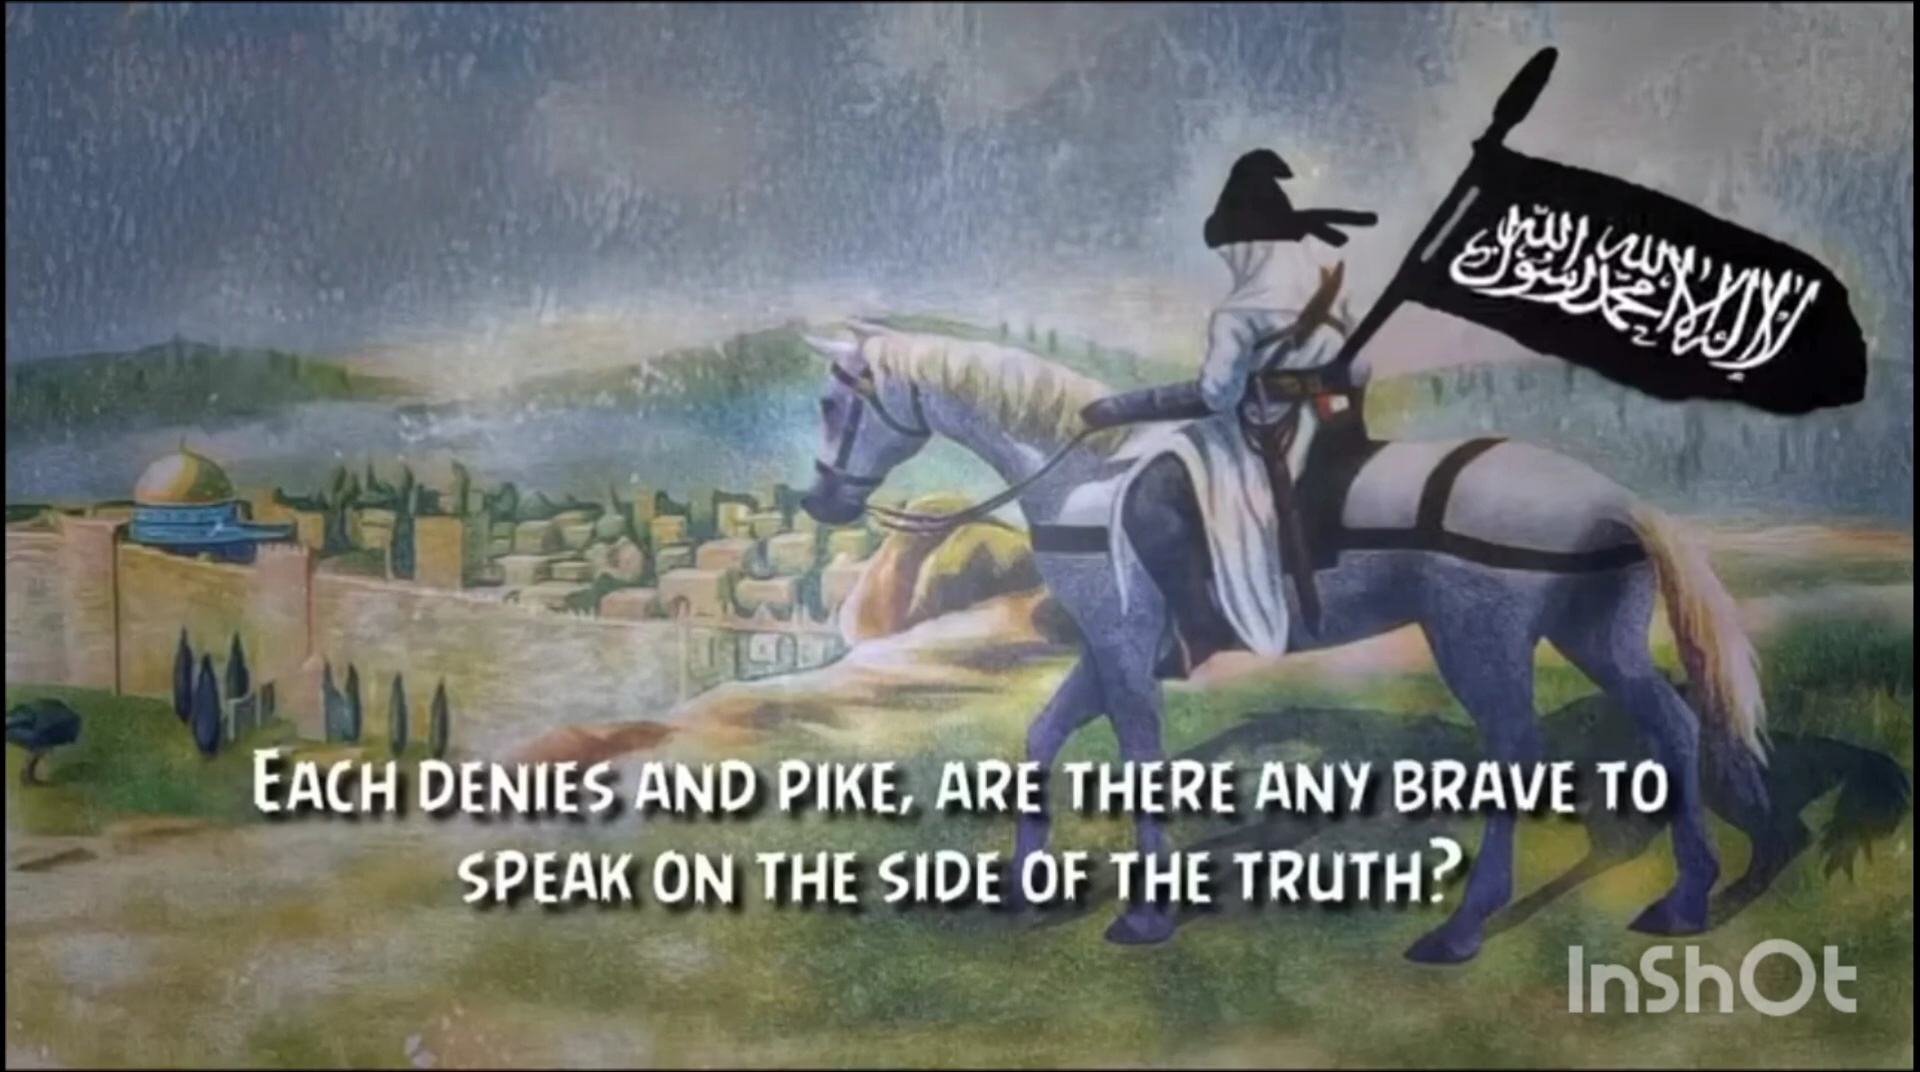 لا إله إلا الله محمد رسول الله
EACH DENIES AND PIKE, ARE THERE ANY BRAVE TO
SPEAK ON THE SIDE OF THE TRUTH?
InShOt